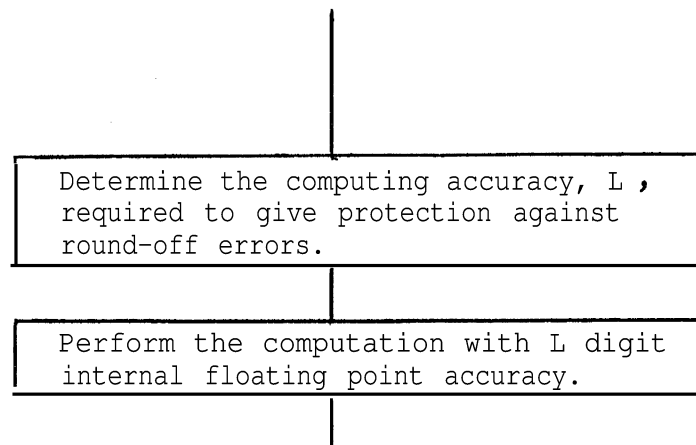 Determine the computing accuracy, L ,
required to give protection against
round-off errors.
Perform the computation with L digit
internal floating point accuracy.